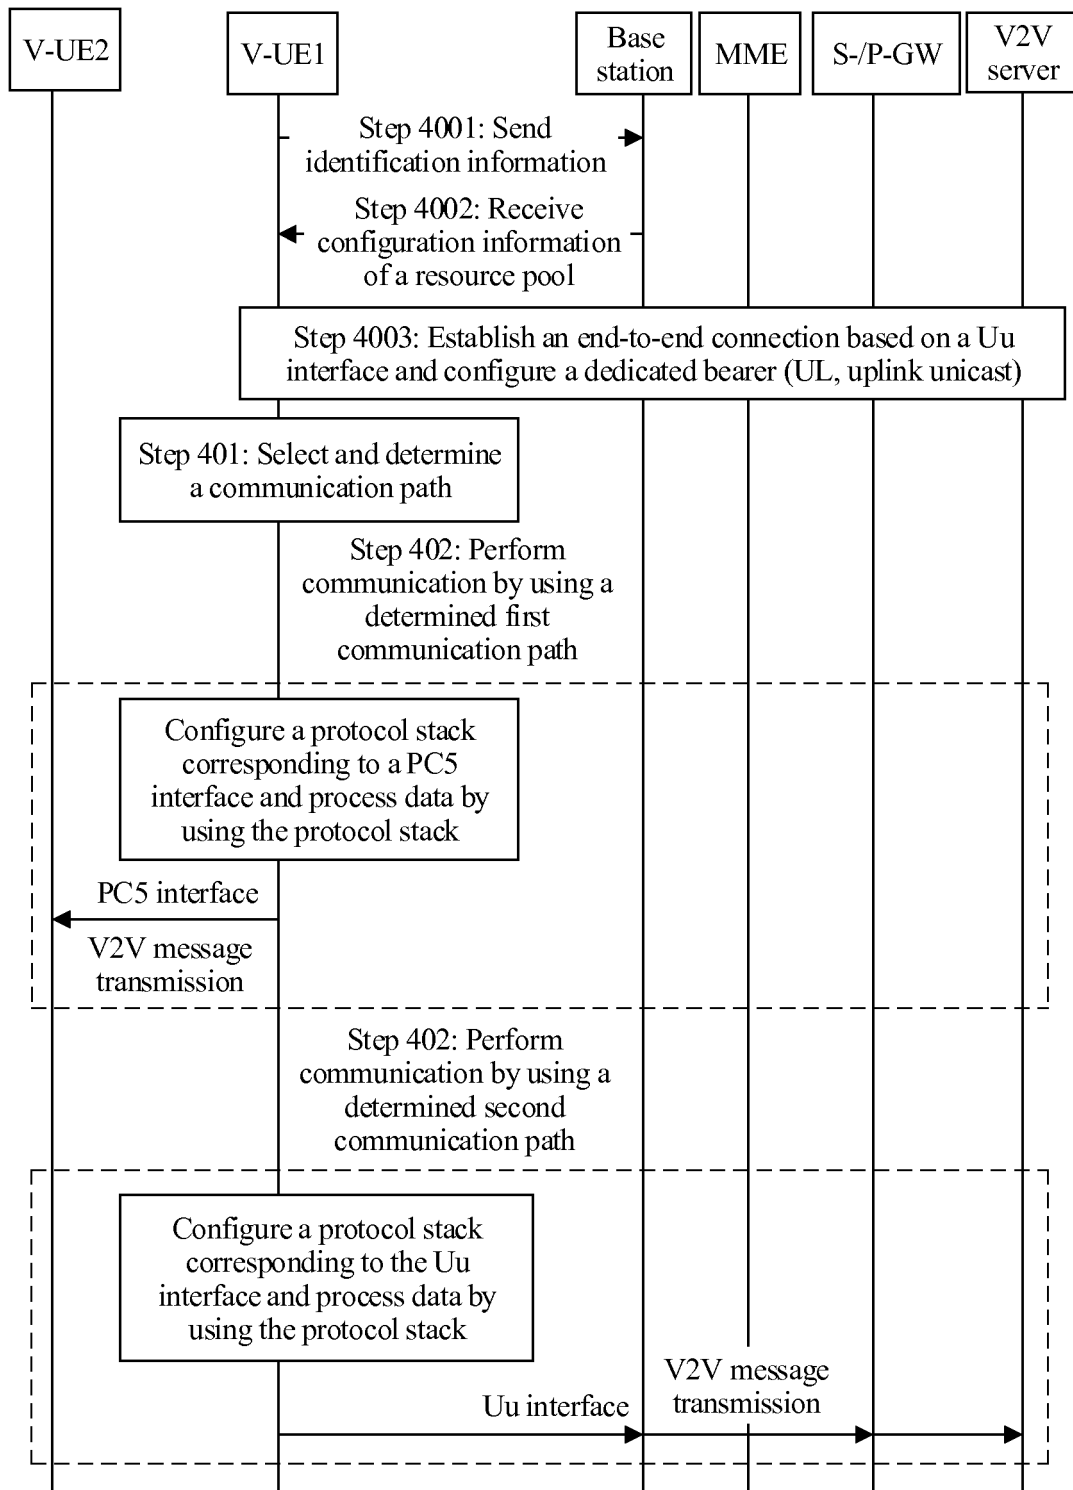 V-UE2
V-UE1
Base
station
MME
S-/P-GW
V2V
server
Step 4001: Send
identification information
Step 4002: Receive
configuration information
of a resource pool
Step 4003: Establish an end-to-end connection based on a Uu
interface and configure a dedicated bearer (UL, uplink unicast)
Step 401: Select and determine
a communication path
Step 402: Perform
communication by using a
determined first
communication path
Configure a protocol stack
corresponding to a PC5
interface and process data by
using the protocol stack
PC5 interface
V2V message
transmission
Step 402: Perform
communication by using a
determined second
communication path
Configure a protocol stack
corresponding to the Uu
interface and process data by
using the protocol stack
Uu interface
V2V message
transmission